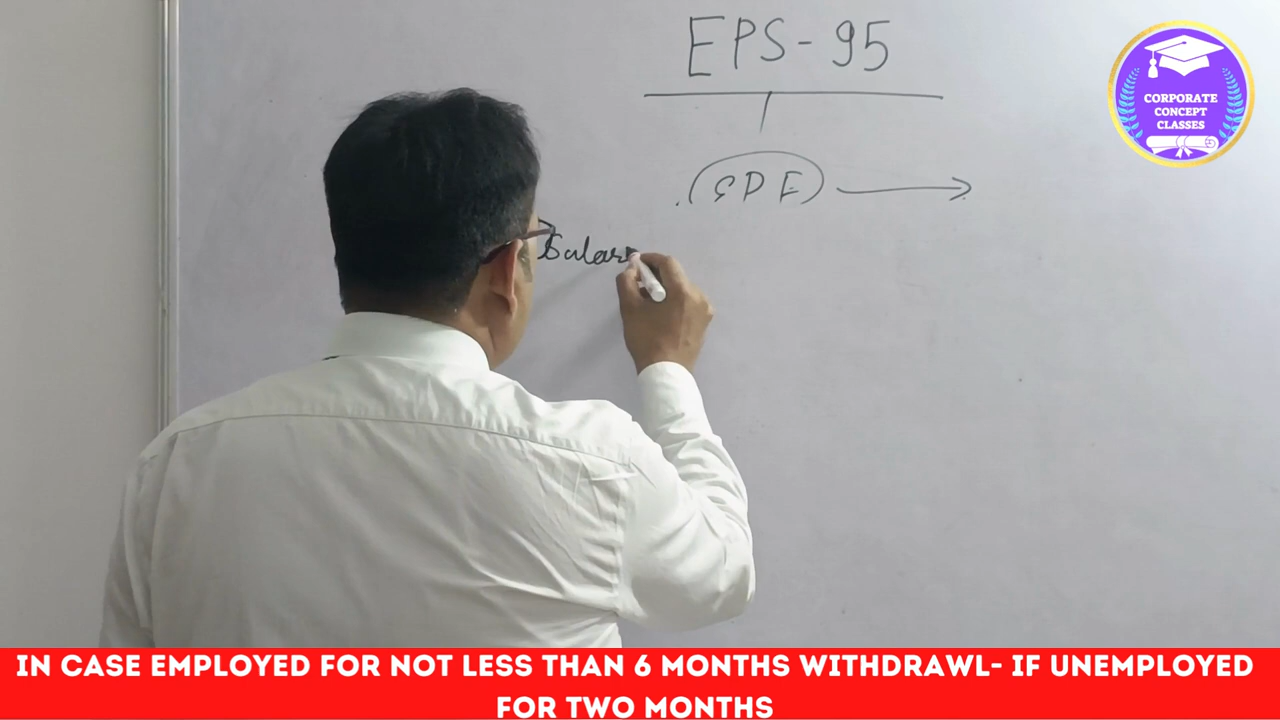 EPS-95
CORPORATE
CONCEPT
CLASSES
EPF
Salar
IN CASE EMPLOYED FOR NOT LESS THAN 6 MONTHS WITHDRAWL- IF UNEMPLOYED
FOR TWO MONTHS